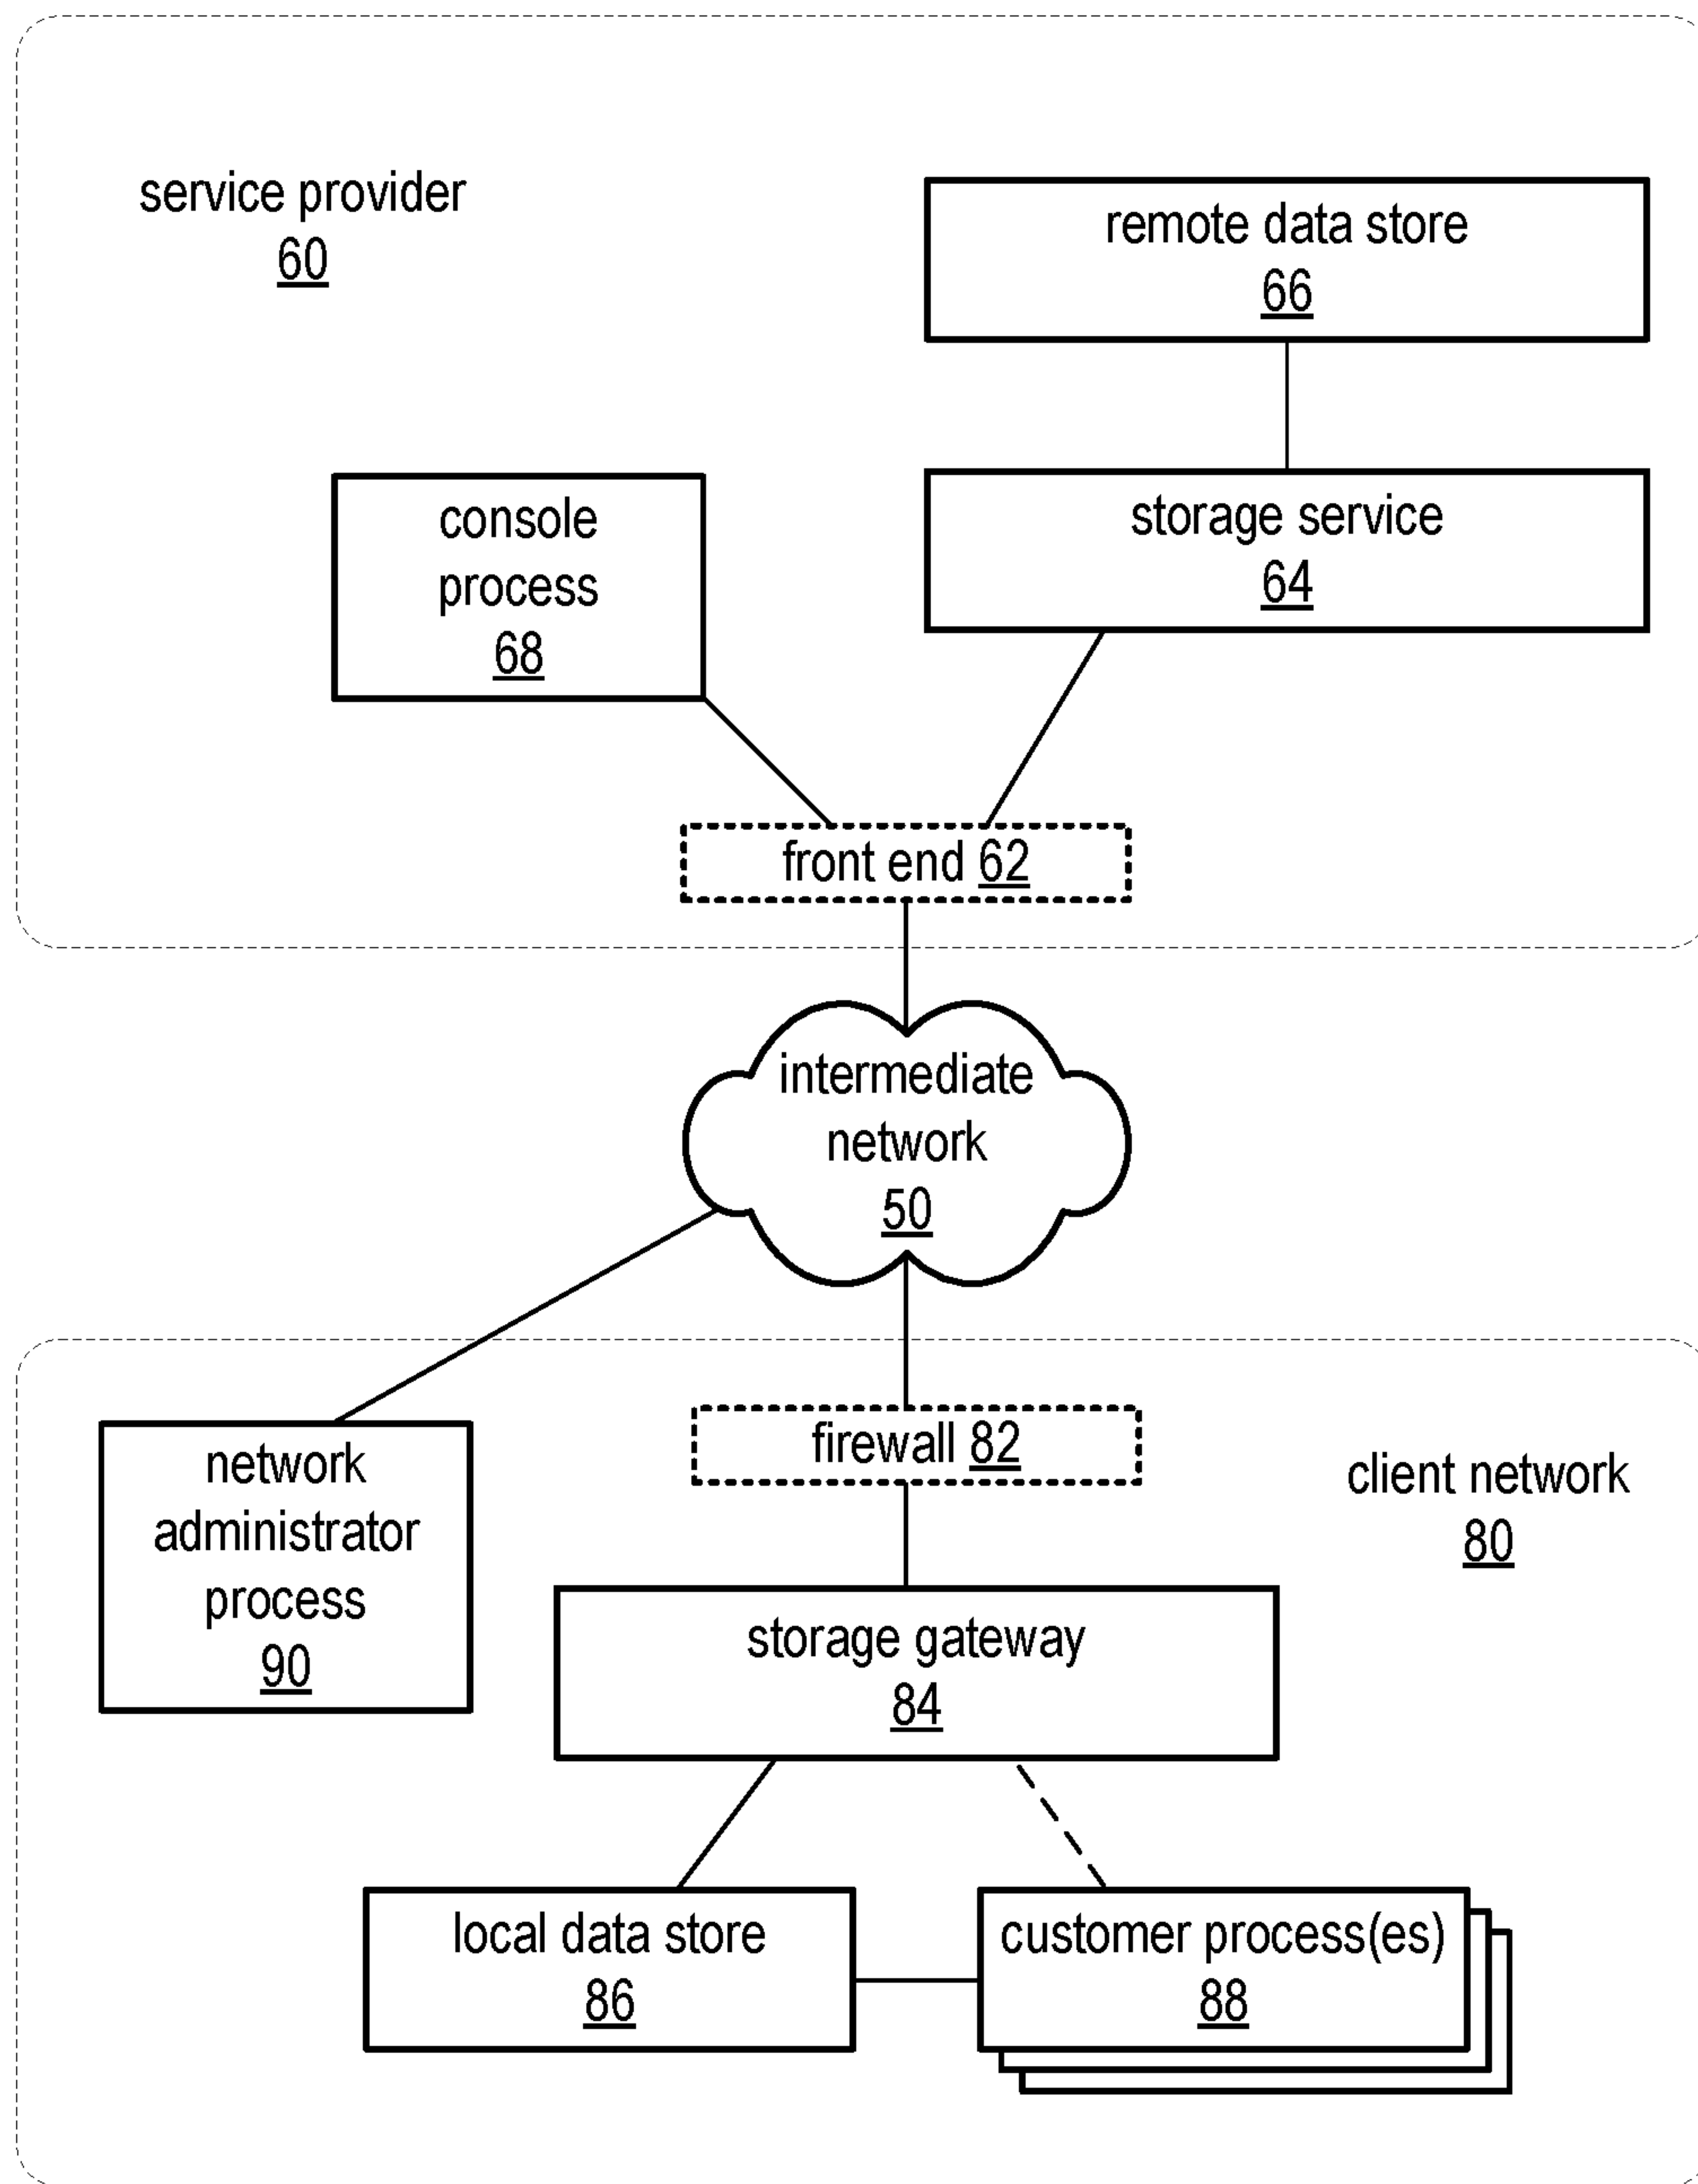 service provider
60
remote data store
66
console
process
68
storage service
64
front end 62
intermediate
network
50
firewall 82
client network
80
network
administrator
process
90
storage gateway
84
local data store
86
customer process(es)
88